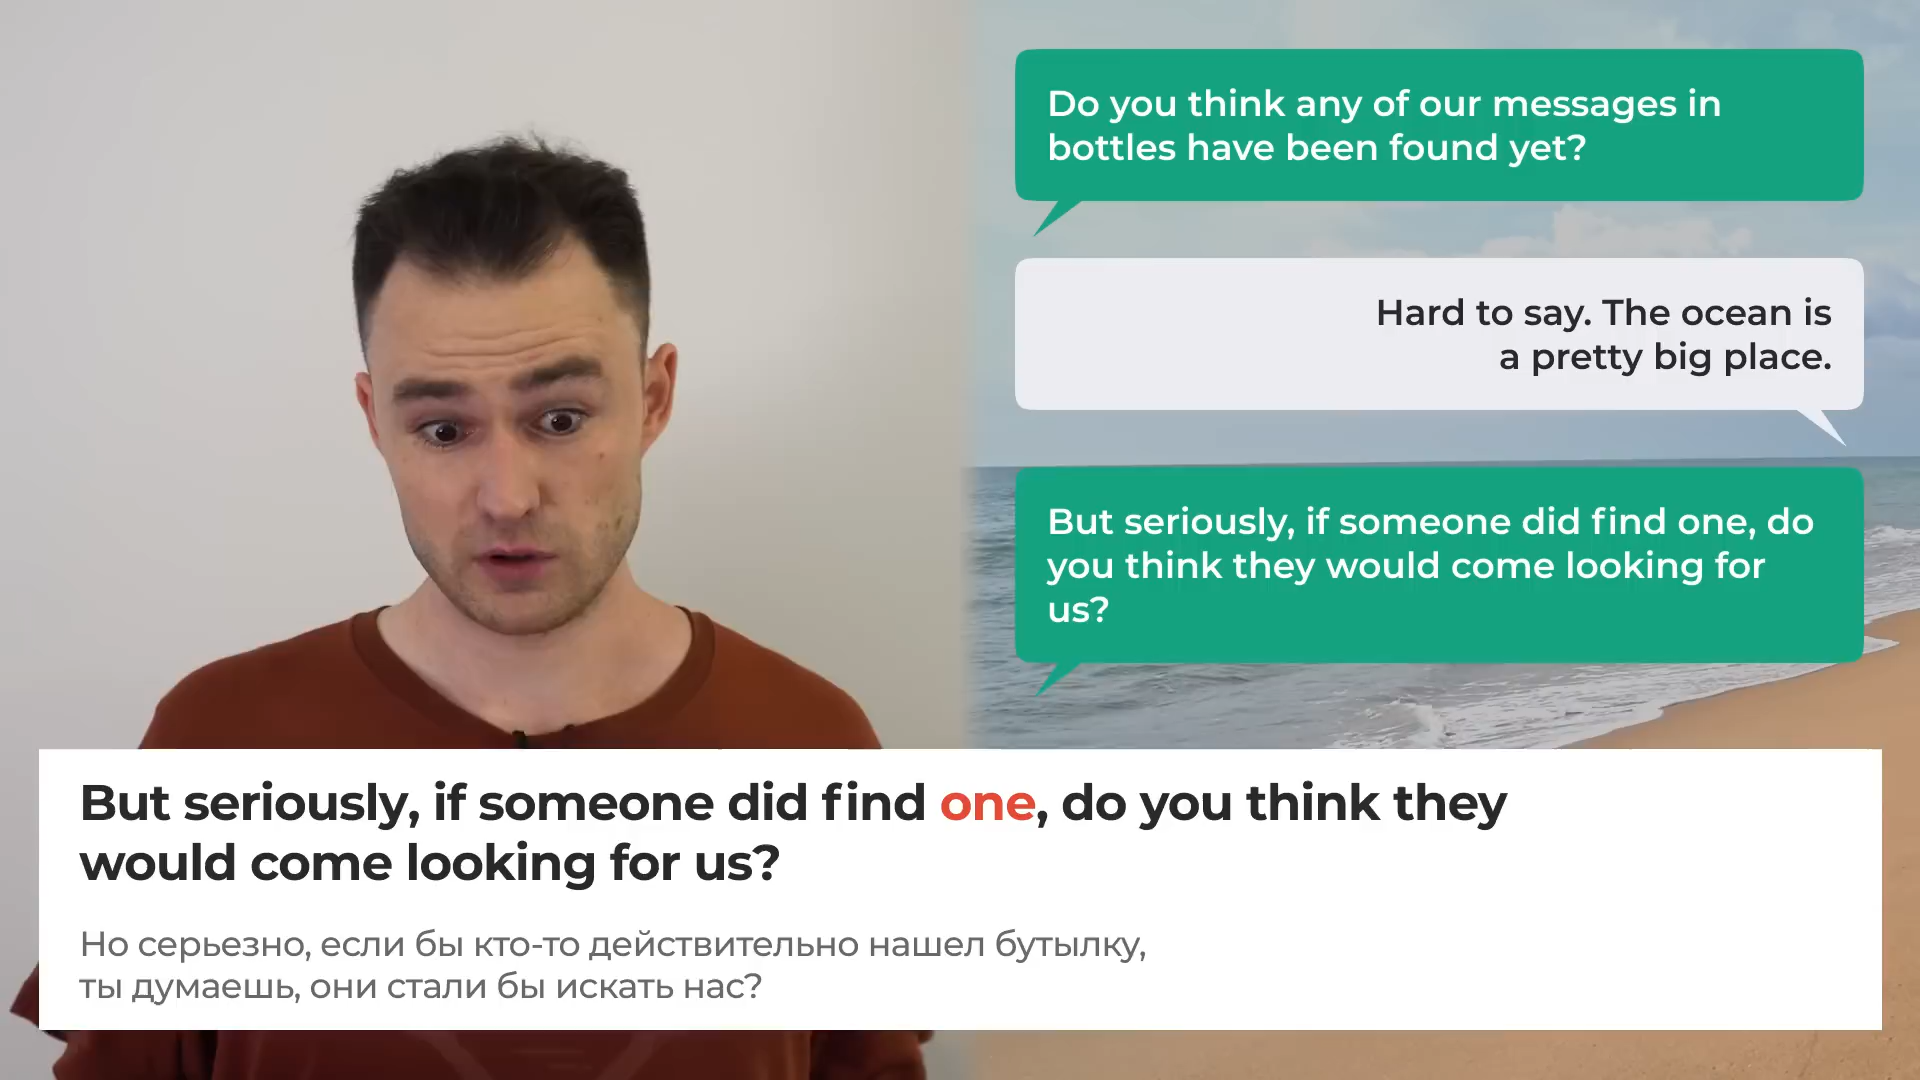 Do you think any of our messages in
bottles have been found yet?
Hard to say. The ocean is
a pretty big place.
But seriously, if someone did find one, do
you think they would come looking for
us?
But seriously, if someone did find one, do you think they
would come looking for us?
Но серьезно, если бы кто-то действительно нашел бутылку,
ты думаешь, они стали бы искать нас?